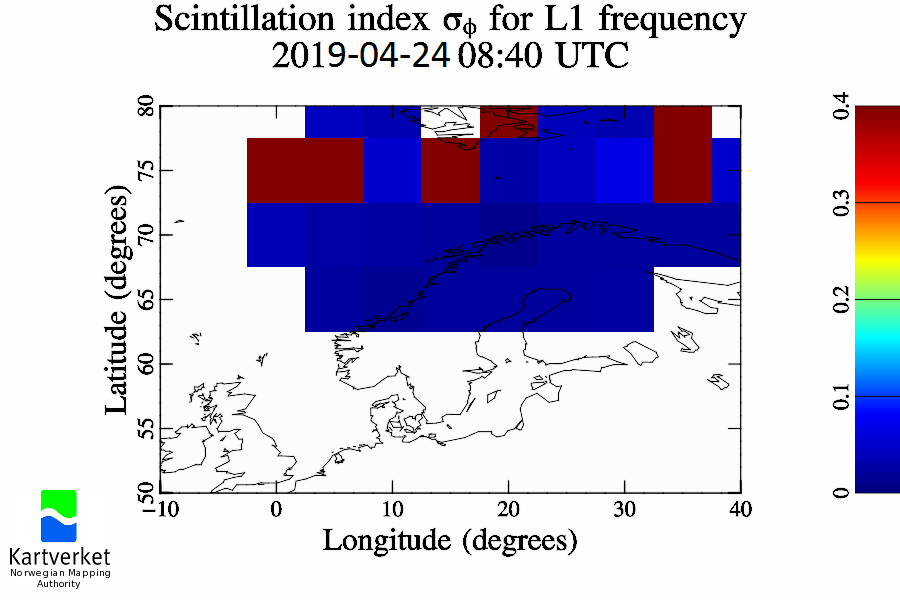 Scintillation index σϕ for L1 frequency
2019-04-24 08:40 UTC
80
75
70
65
60
55
50
Latitude (degrees)
−10
0
10
20
30
40
Longitude (degrees)
0.4
0.3
0.2
0.1
0
Kartverket
Norwegian Mapping
Authority